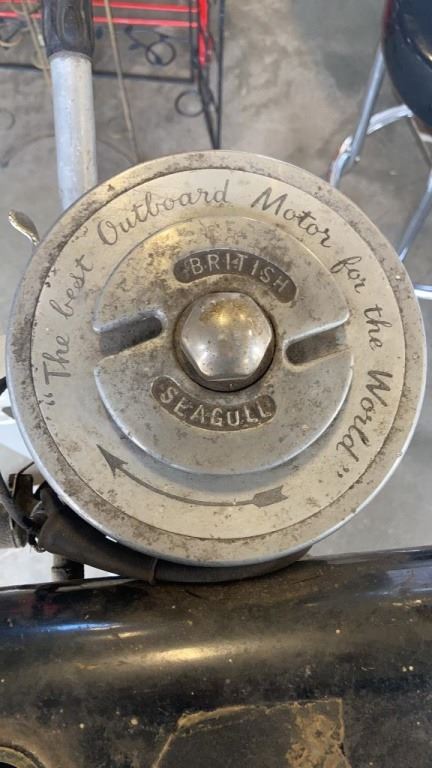 "The best Outboard Motor for the World"
BRITISH
SEAGULL